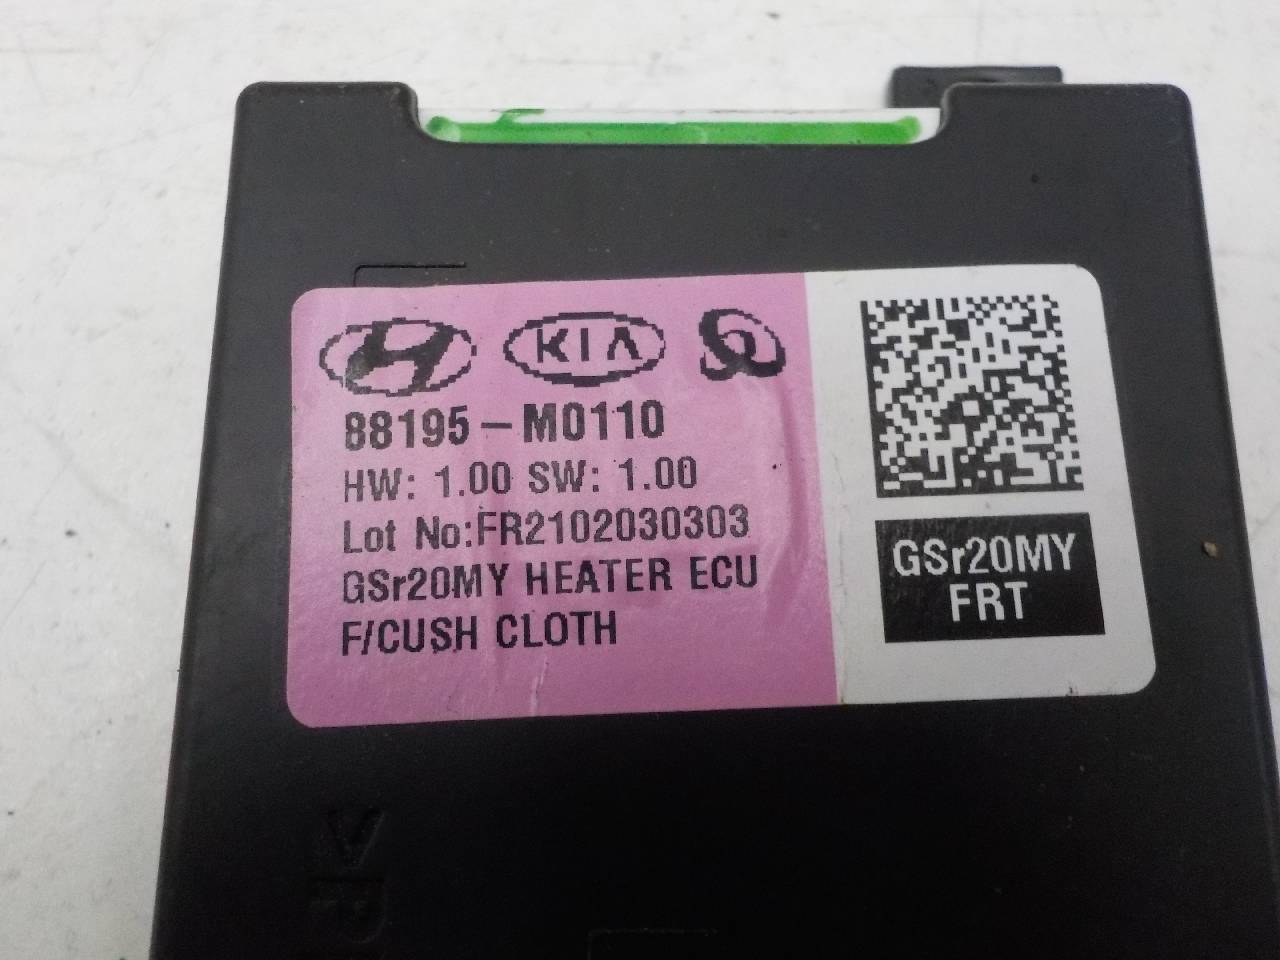 KIA
88195-M0110
HW: 1.00 SW: 1.00
Lot No:FR2102030303
GSr20MY HEATER ECU
F/CUSH CLOTH
GSr20MY
FRT